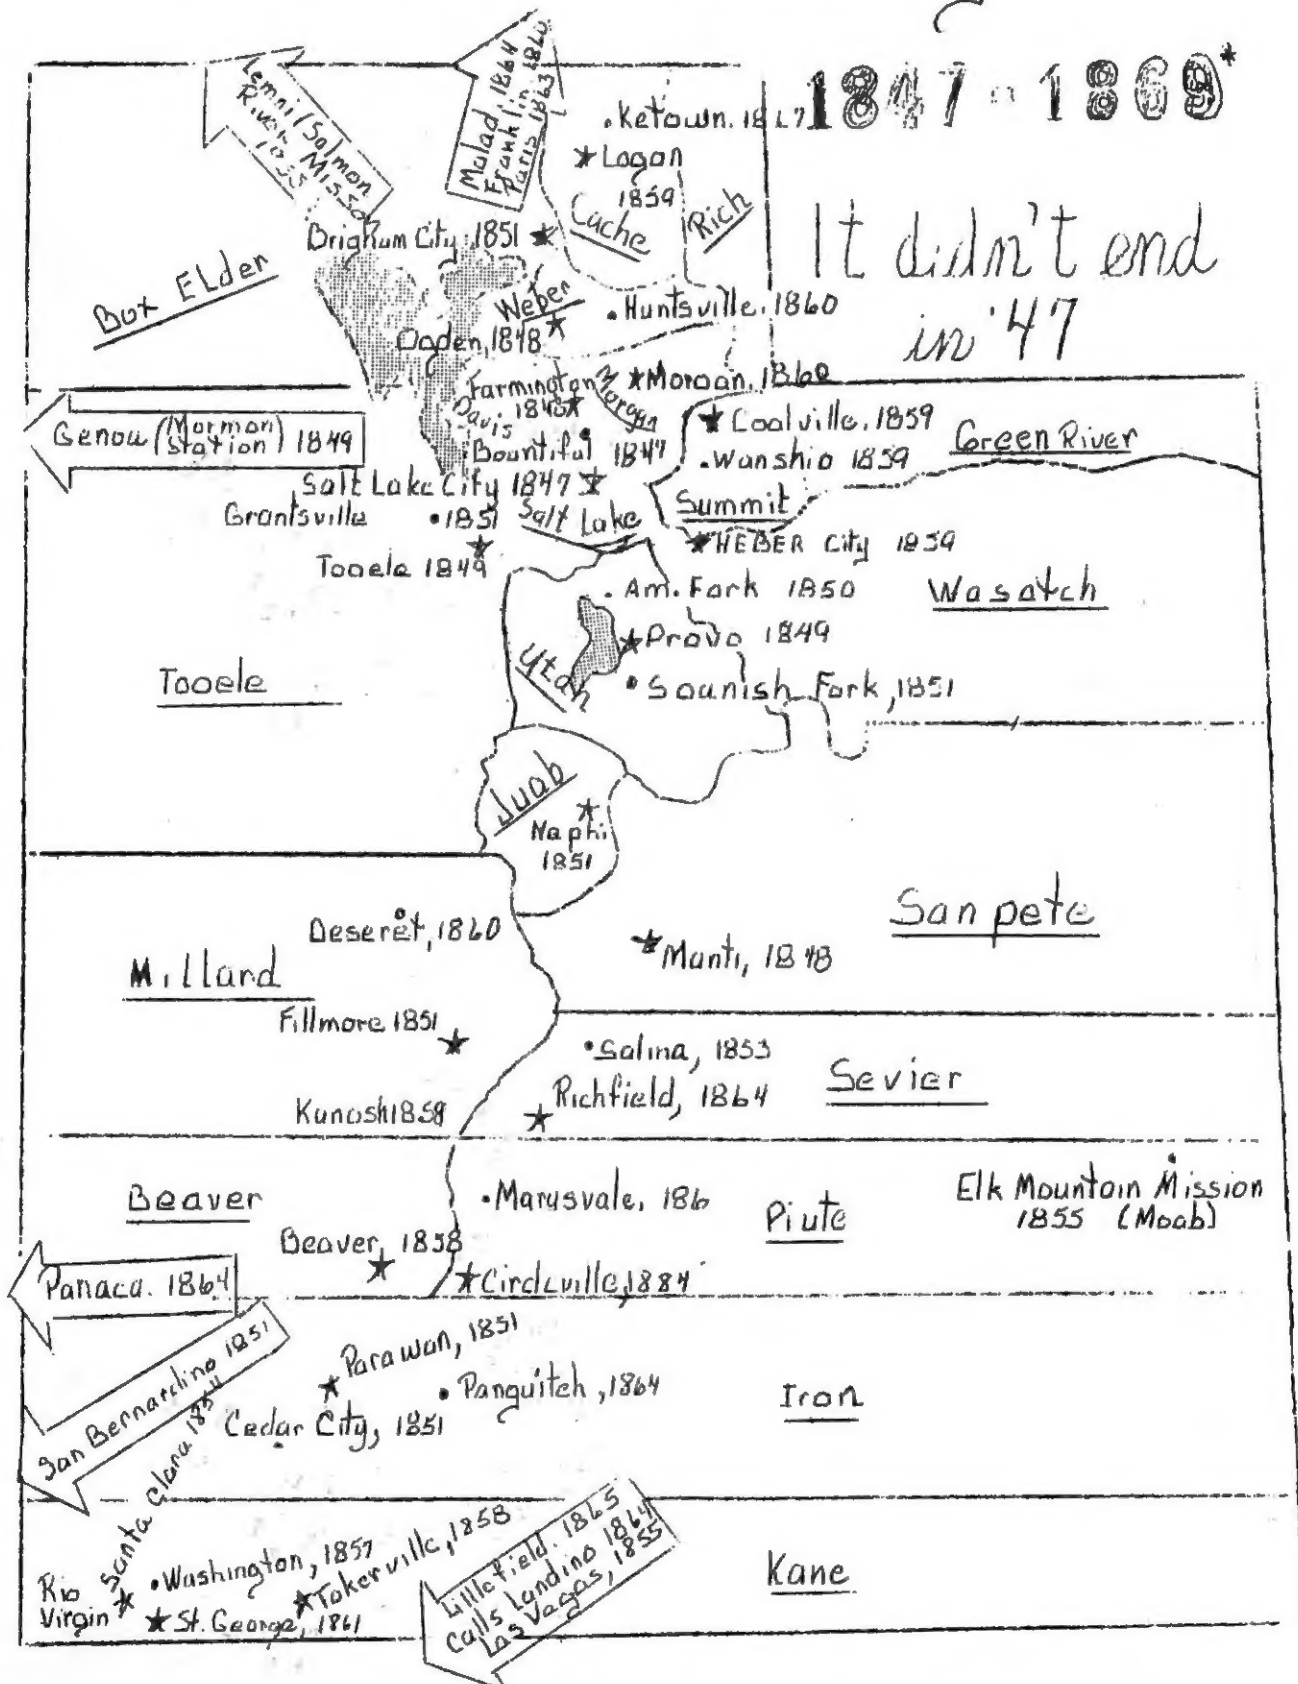 1847 - 1869*
It didn't end
in '47
Lemhi/Salmon
River Mission
1855
Malad, 1864
Franklin, 1860
Paris 1863
Ketown. 1867
Logan
1859
Cache
Rich
Brigham City, 1851
Box Elder
Weber
Huntsville, 1860
Ogden, 1848
Farmington
Davis 1848
Morgan
Morgan, 1860
Coalville, 1859
Green River
Genoa (Mormon
Station) 1849
Bountiful 1847
Wanship 1859
Salt Lake City 1847
Summit
Grantsville 1851
Salt Lake
HEBER City 1859
Tooele 1849
Am. Fork 1850
Wasatch
Provo 1849
Utah
Spanish Fork, 1851
Tooele
Juab
Nephi
1851
Deseret, 1860
Sanpete
Manti, 1848
Millard
Fillmore 1851
Salina, 1853
Sevier
Richfield, 1864
Kanosh 1859
Beaver
Marysvale, 186
Piute
Elk Mountain Mission
1855 (Moab)
Beaver, 1858
Circleville, 1884
Panaca. 1864
San Bernardino 1851
Parawan, 1851
Panguitch, 1864
Iron
Cedar City, 1851
Santa Clara 1854
Washington, 1857
Tokerville, 1858
Rio
Virgin
St. George, 1861
Littlefield. 1865
Calls Landing 1864
Las Vegas, 1855
Kane